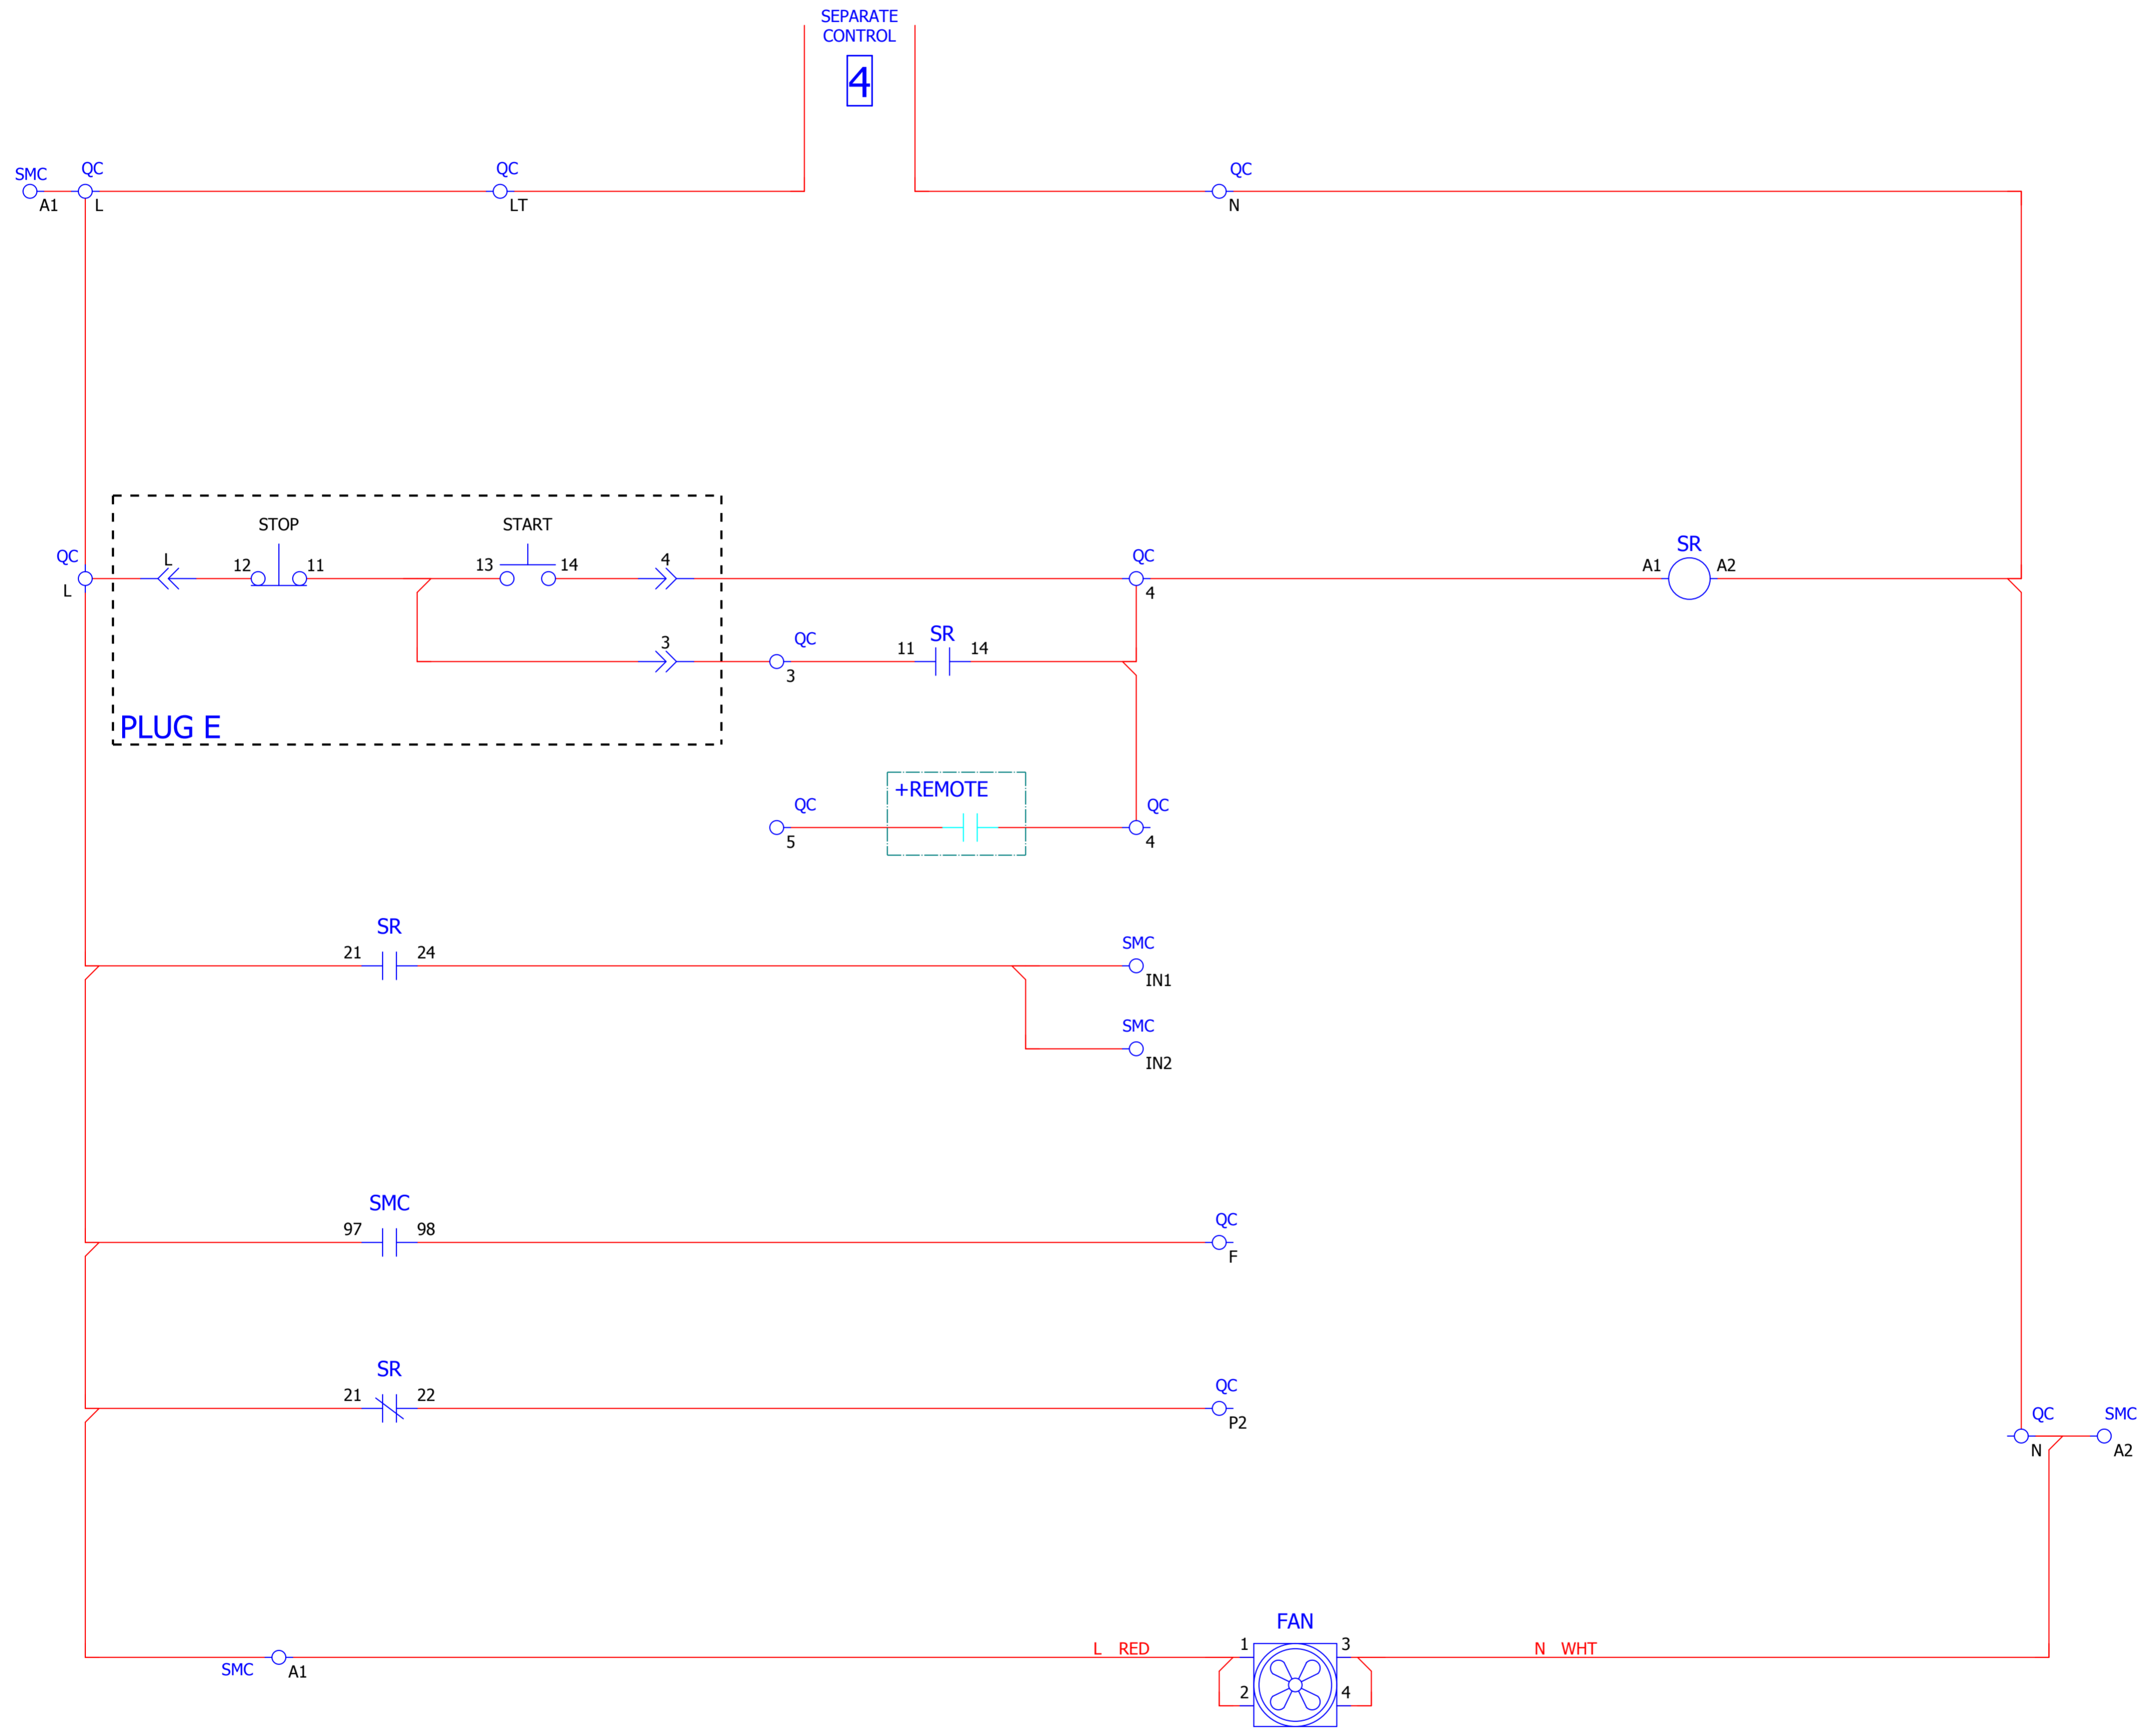 SEPARATE
CONTROL
4
SMC
A1
QC
L
QC
LT
QC
N
STOP
START
QC
L
L
12
11
13
14
4
QC
4
SR
A1
A2
3
QC
3
SR
11
14
PLUG E
+REMOTE
QC
5
QC
4
SR
21
24
SMC
IN1
SMC
IN2
SMC
97
98
QC
F
SR
21
22
QC
P2
QC
N
SMC
A2
FAN
SMC
A1
L RED
1
3
N WHT
2
4